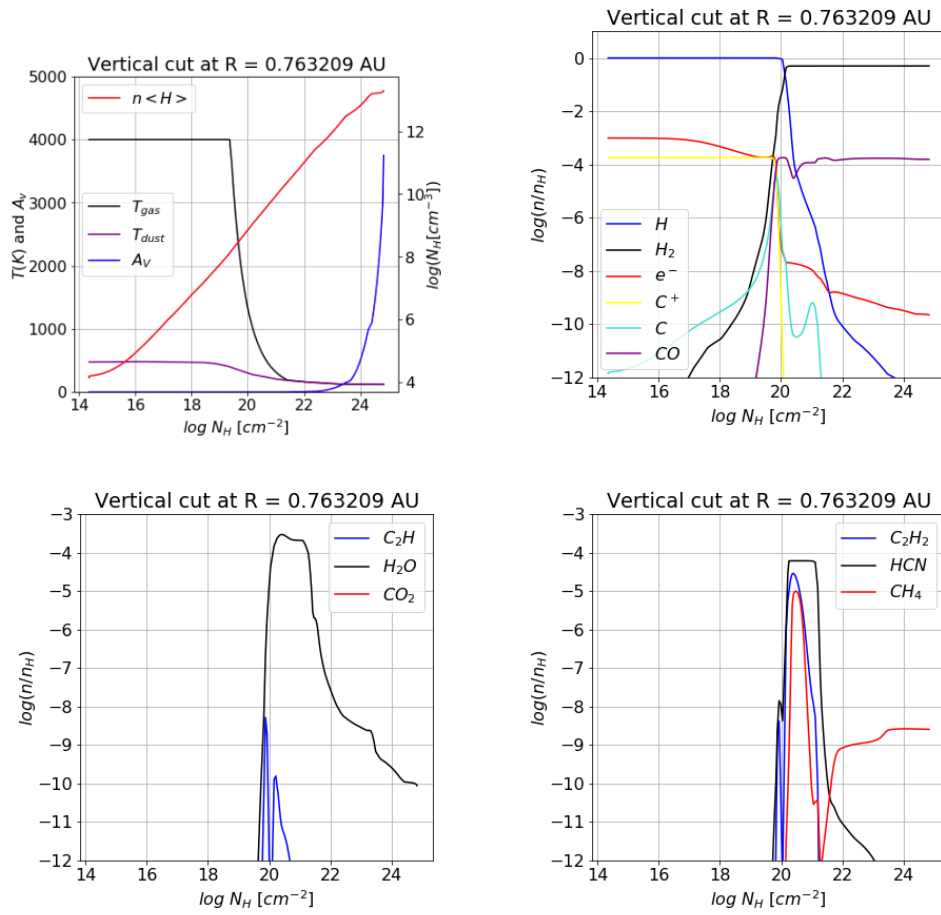 Vertical cut at R = 0.763209 AU
n<H>
T_gas
T_dust
A_V
5000
4000
3000
2000
1000
0
12
10
8
6
4
T(K) and A_v
log(N_H[cm^-3])
14 16 18 20 22 24
log N_H [cm^-2]
Vertical cut at R = 0.763209 AU
0
−2
−4
−6
−8
−10
−12
log(n/n_H)
H
H_2
e^-
C^+
C
CO
14 16 18 20 22 24
log N_H [cm^-2]
Vertical cut at R = 0.763209 AU
−3
−4
−5
−6
−7
−8
−9
−10
−11
−12
log(n/n_H)
C_2H
H_2O
CO_2
14 16 18 20 22 24
log N_H [cm^-2]
Vertical cut at R = 0.763209 AU
−3
−4
−5
−6
−7
−8
−9
−10
−11
−12
log(n/n_H)
C_2H_2
HCN
CH_4
14 16 18 20 22 24
log N_H [cm^-2]